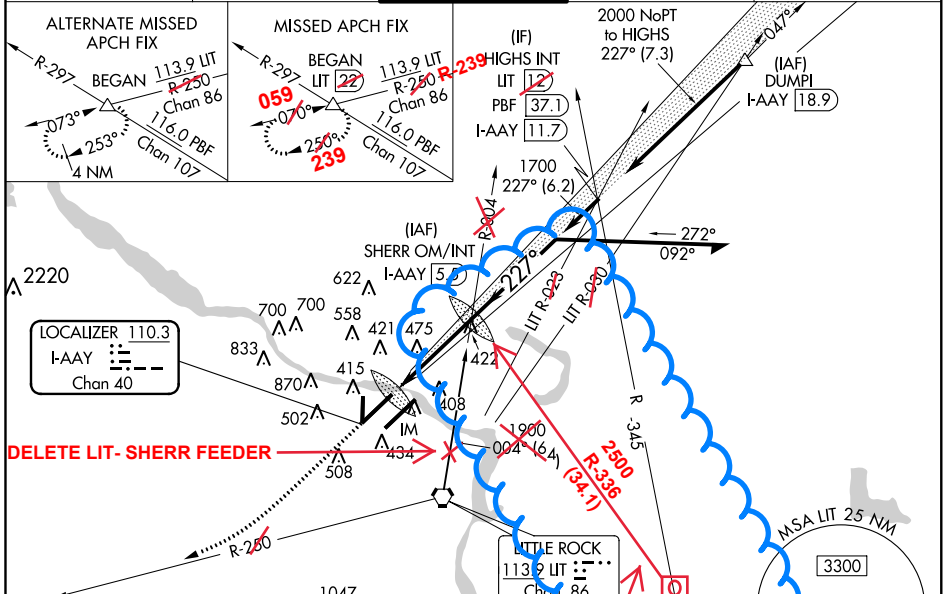 ALTERNATE MISSED
APCH FIX
R-297
BEGAN
113.9 LIT
R-250
Chan 86
073°
253°
116.0 PBF
Chan 107
4 NM
MISSED APCH FIX
R-297
BEGAN
LIT 22
113.9 LIT
R-250
R-239
Chan 86
059
070°
250°
239
116.0 PBF
Chan 107
(IF)
HIGHS INT
LIT 12
PBF 37.1
I-AAY 11.7
2000 NoPT
to HIGHS
227° (7.3)
047°
(IAF)
DUMPI
I-AAY 18.9
1700
227° (6.2)
R-004
272°
092°
(IAF)
SHERR OM/INT
I-AAY 5.5
227°
LIT R-023
LIT R-030
2220
622
700
700
558
421
475
422
833
870
415
408
502
IM
434
508
LOCALIZER 110.3
I-AAY
Chan 40
DELETE LIT- SHERR FEEDER
1900
004° (64)
2500
R-336
(34.1)
R -345
R-250
LITTLE ROCK
113.9 LIT
Chan 86
MSA LIT 25 NM
3300
1047